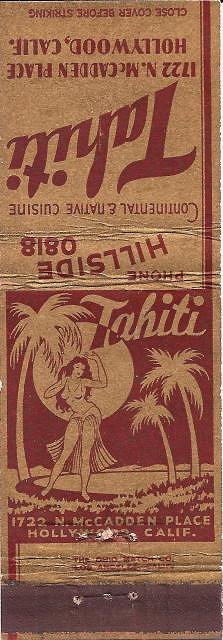 CLOSE COVER BEFORE STRIKING
1722 N. McCADDEN PLACE
HOLLYWOOD, CALIF.
Tahiti
CONTINENTAL & NATIVE CUISINE
PHONE
HILLSIDE
0818
Tahiti
1722 N. McCADDEN PLACE
HOLLYWOOD, CALIF.